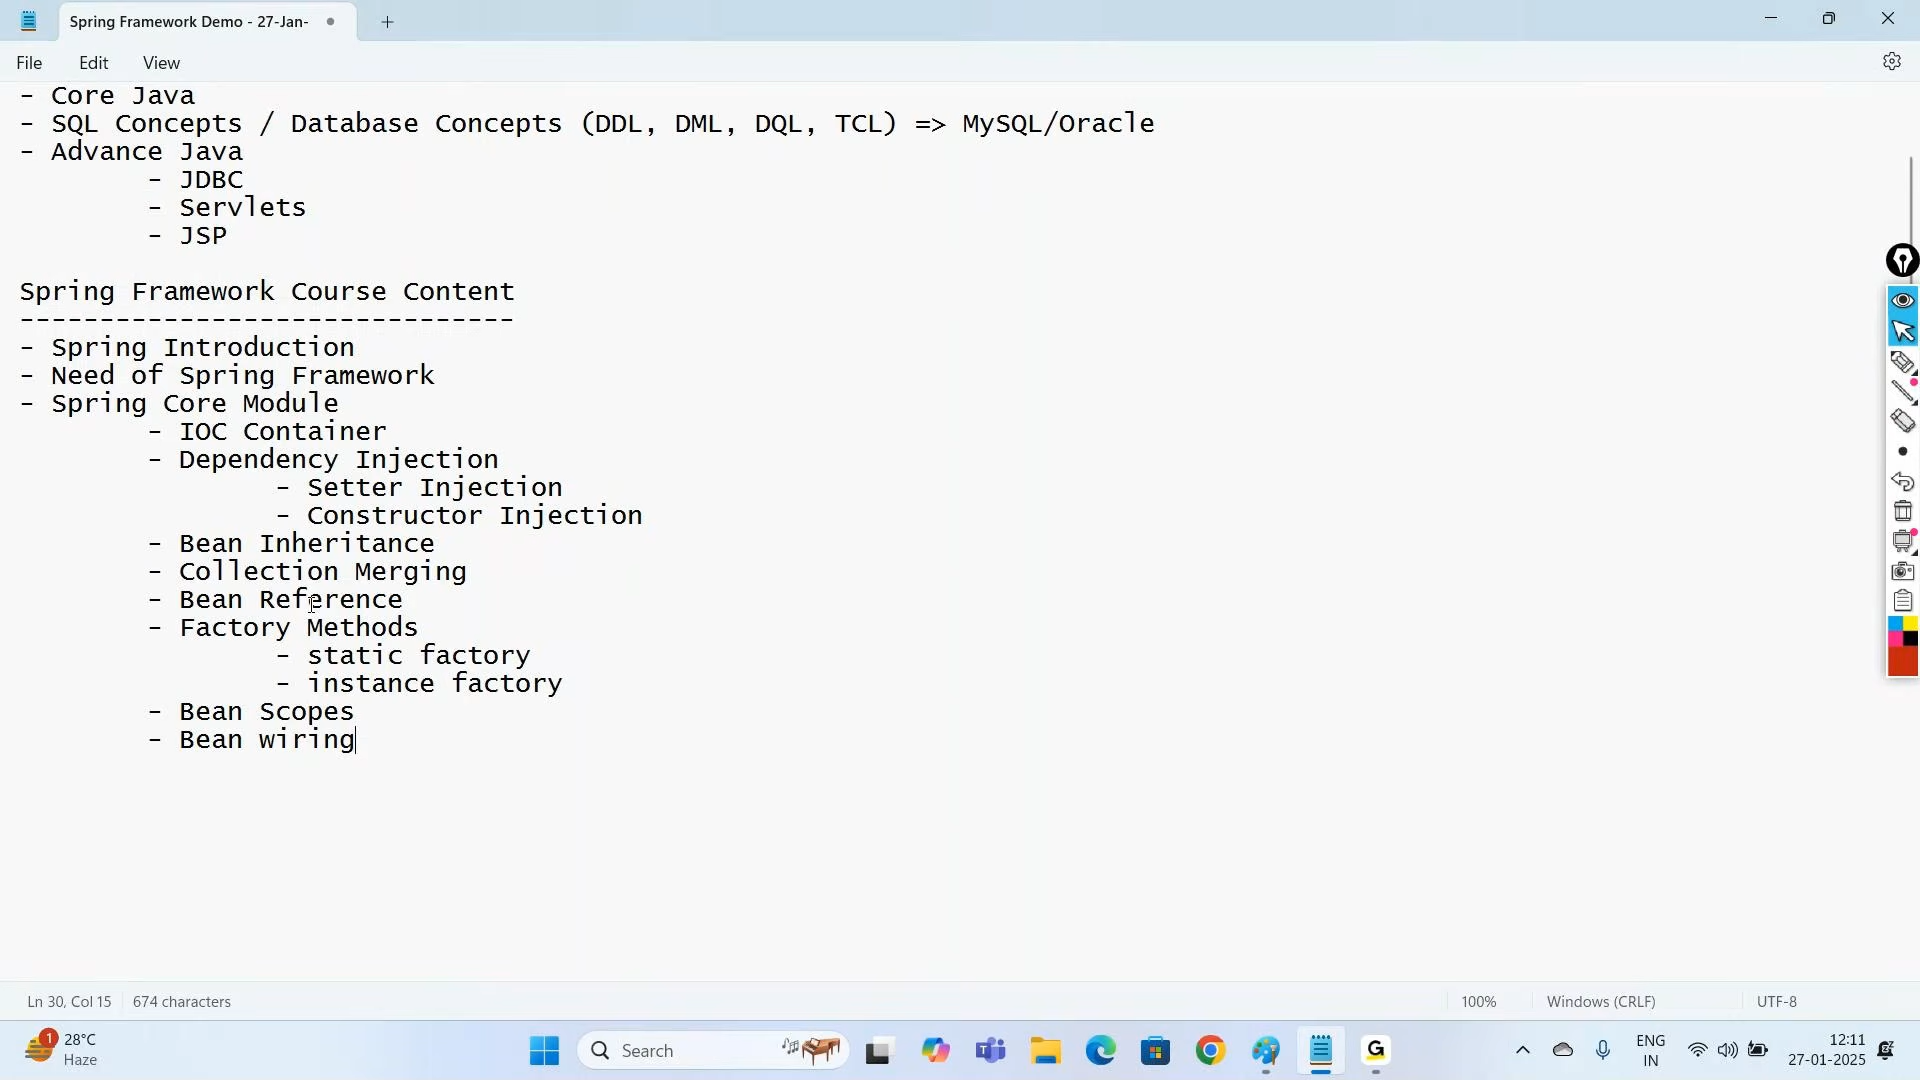 Spring Framework Demo - 27-Jan-
File Edit View
- Core Java
- SQL Concepts / Database Concepts (DDL, DML, DQL, TCL) => MySQL/Oracle
- Advance Java
- JDBC
- Servlets
- JSP
Spring Framework Course Content
-------------------------------
- Spring Introduction
- Need of Spring Framework
- Spring Core Module
- IOC Container
- Dependency Injection
- Setter Injection
- Constructor Injection
- Bean Inheritance
- Collection Merging
- Bean Reference
- Factory Methods
- static factory
- instance factory
- Bean Scopes
- Bean wiring
Ln 30, Col 15 674 characters 100% Windows (CRLF) UTF-8
1 28°C
Haze
Search
ENG
IN
12:11
27-01-2025